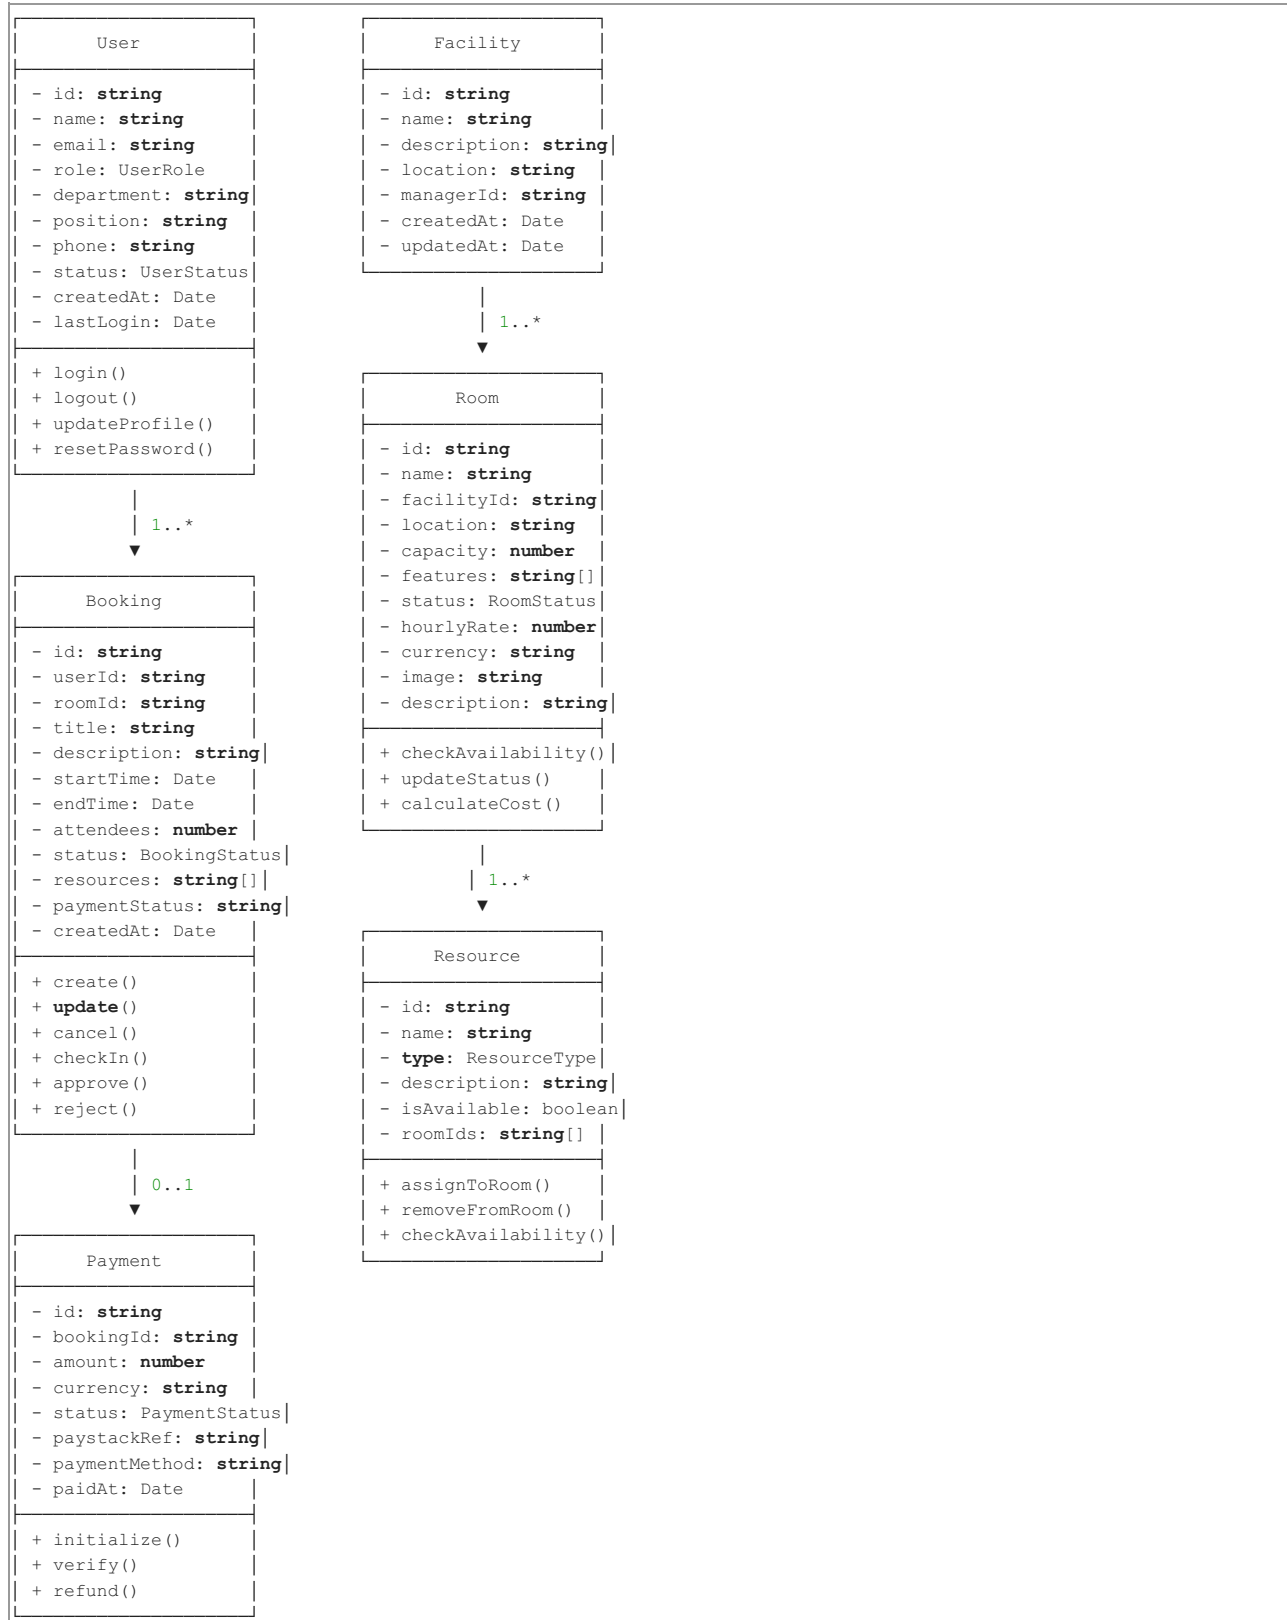 User
- id: string
- name: string
- email: string
- role: UserRole
- department: string
- position: string
- phone: string
- status: UserStatus
- createdAt: Date
- lastLogin: Date
+ login()
+ logout()
+ updateProfile()
+ resetPassword()
1..*
Booking
- id: string
- userId: string
- roomId: string
- title: string
- description: string
- startTime: Date
- endTime: Date
- attendees: number
- status: BookingStatus
- resources: string[]
- paymentStatus: string
- createdAt: Date
+ create()
+ update()
+ cancel()
+ checkIn()
+ approve()
+ reject()
0..1
Payment
- id: string
- bookingId: string
- amount: number
- currency: string
- status: PaymentStatus
- paystackRef: string
- paymentMethod: string
- paidAt: Date
+ initialize()
+ verify()
+ refund()
Facility
- id: string
- name: string
- description: string
- location: string
- managerId: string
- createdAt: Date
- updatedAt: Date
1..*
Room
- id: string
- name: string
- facilityId: string
- location: string
- capacity: number
- features: string[]
- status: RoomStatus
- hourlyRate: number
- currency: string
- image: string
- description: string
+ checkAvailability()
+ updateStatus()
+ calculateCost()
1..*
Resource
- id: string
- name: string
- type: ResourceType
- description: string
- isAvailable: boolean
- roomIds: string[]
+ assignToRoom()
+ removeFromRoom()
+ checkAvailability()